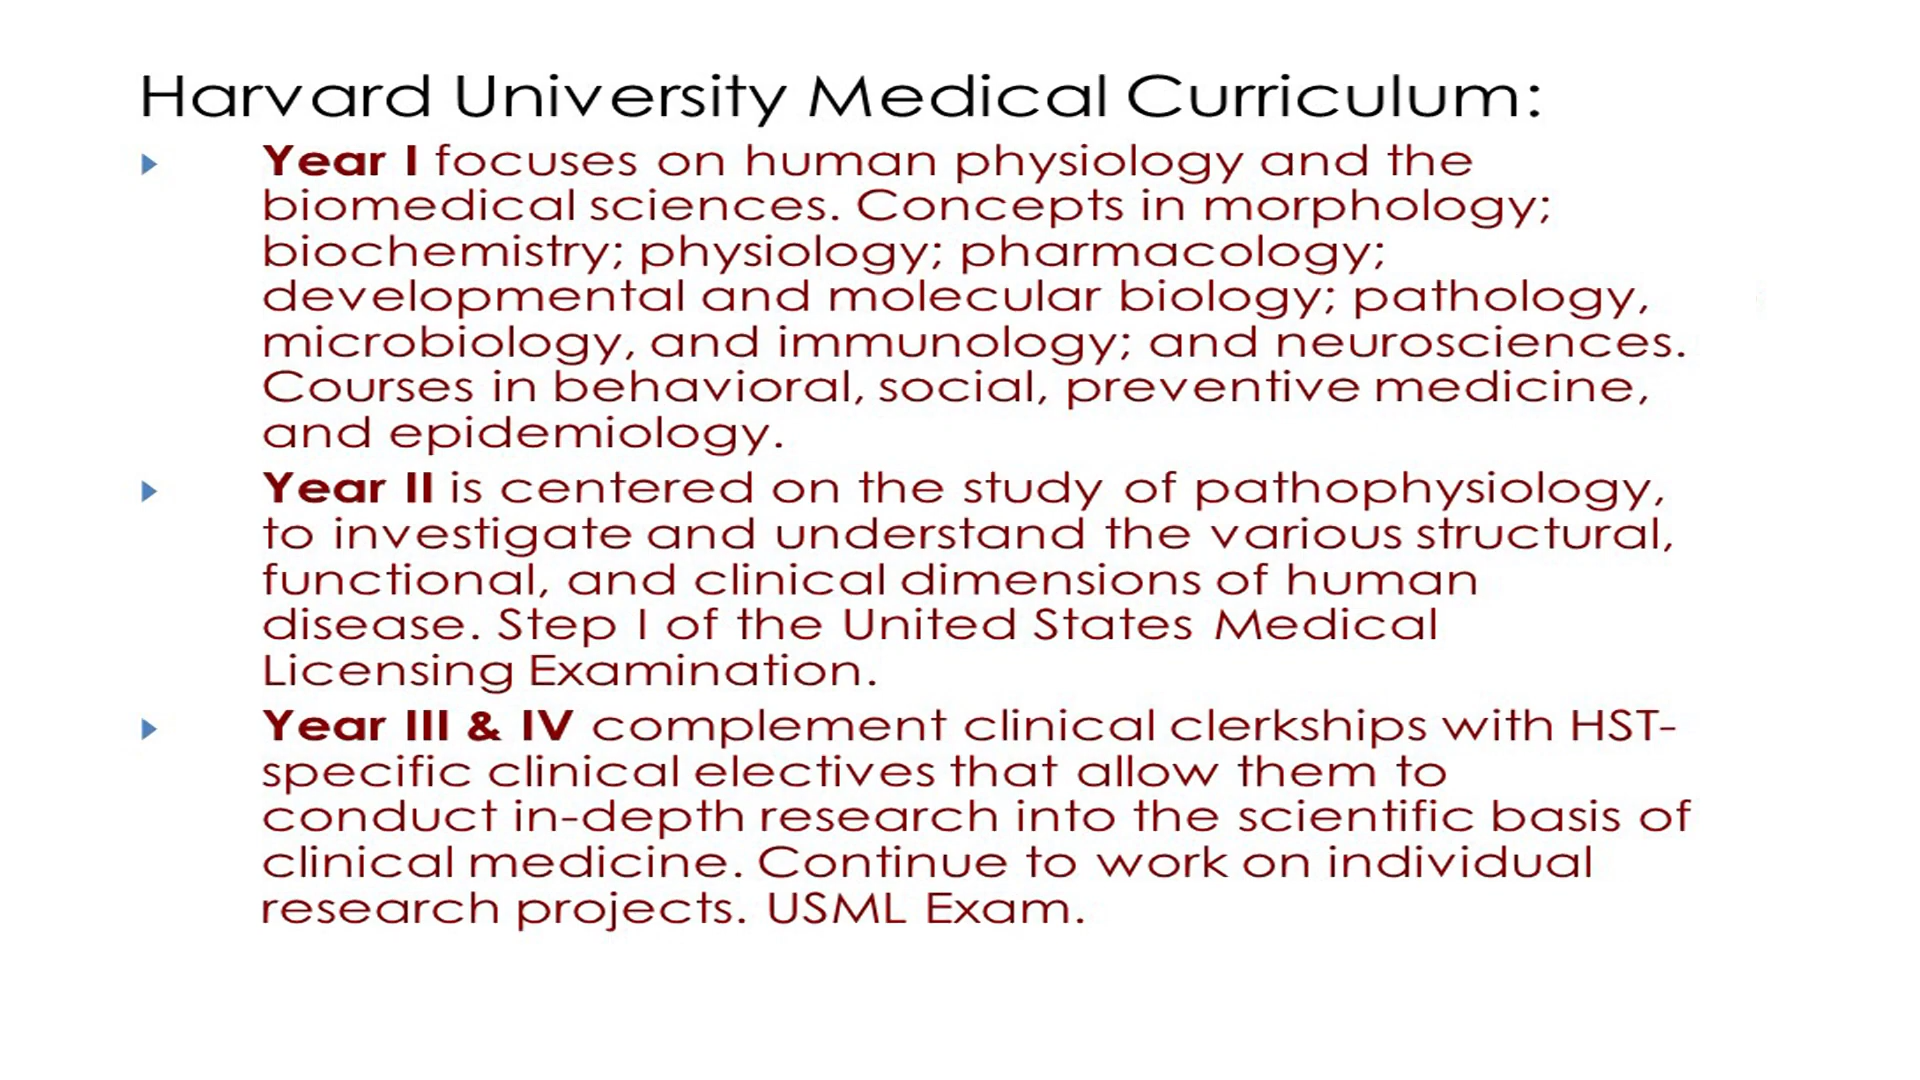 Harvard University Medical Curriculum:
Year I focuses on human physiology and the
biomedical sciences. Concepts in morphology;
biochemistry; physiology; pharmacology;
developmental and molecular biology; pathology,
microbiology, and immunology; and neurosciences.
Courses in behavioral, social, preventive medicine,
and epidemiology.
Year II is centered on the study of pathophysiology,
to investigate and understand the various structural,
functional, and clinical dimensions of human
disease. Step I of the United States Medical
Licensing Examination.
Year III & IV complement clinical clerkships with HST-
specific clinical electives that allow them to
conduct in-depth research into the scientific basis of
clinical medicine. Continue to work on individual
research projects. USML Exam.